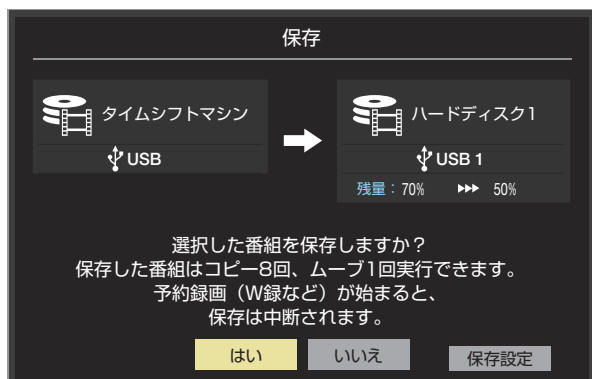 保存
タイムシフトマシン
USB
ハードディスク1
USB 1
残量：70% 50%
選択した番組を保存しますか？
保存した番組はコピー8回、ムーブ1回実行できます。
予約録画（W録など）が始まると、
保存は中断されます。
はい いいえ 保存設定